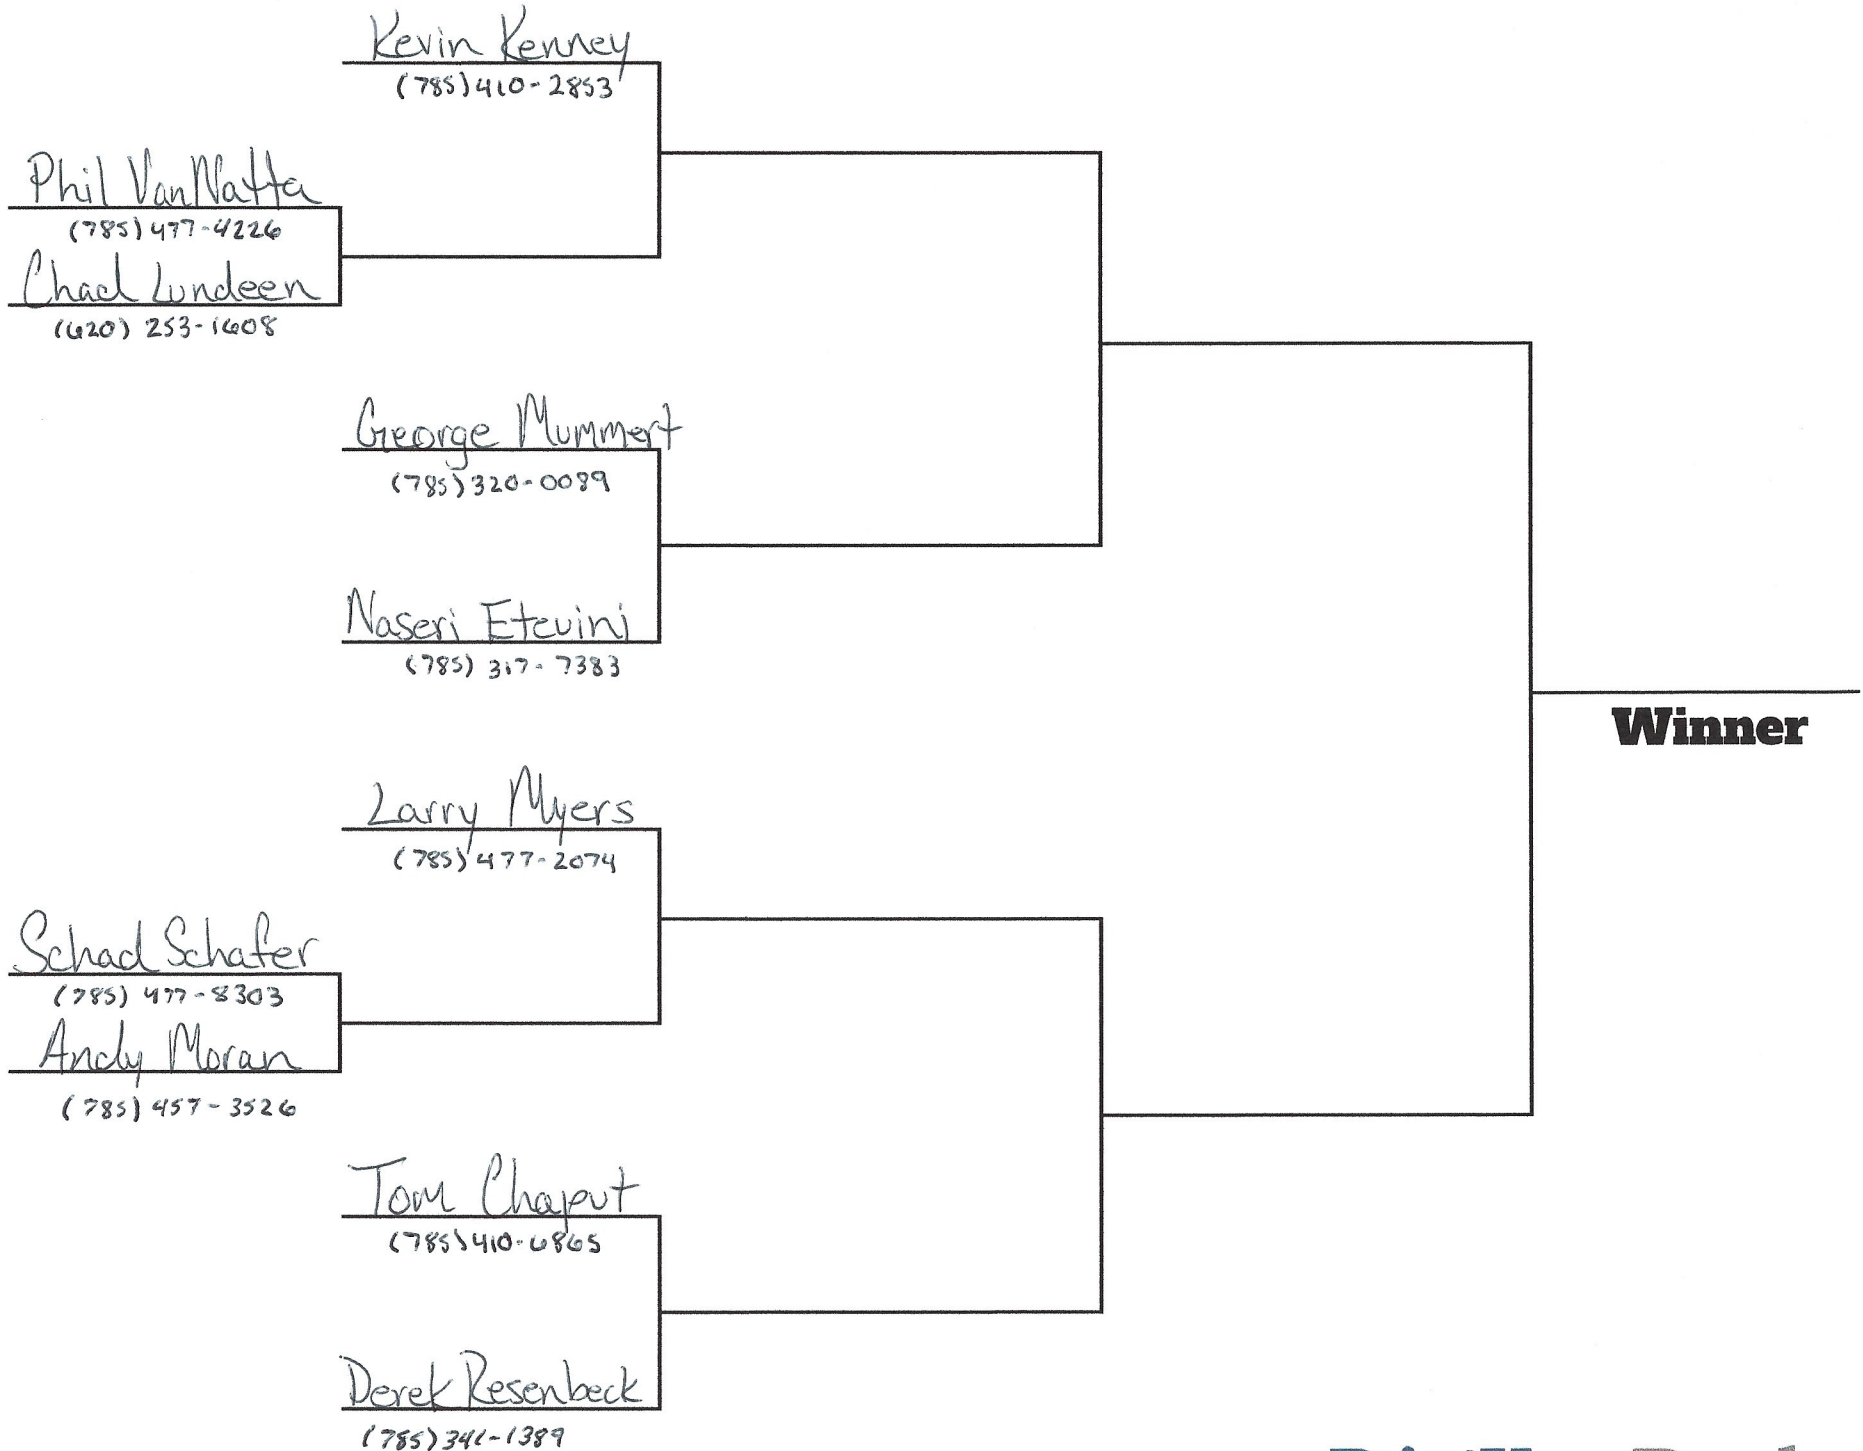 Kevin Kenney
(785) 410-2853
Phil VanNatta
(785) 477-4226
Chad Lundeen
(620) 253-1608
George Mummert
(785) 320-0089
Naseri Etevini
(785) 317-7383
Winner
Larry Myers
(785) 477-2074
Schad Schafer
(785) 477-8303
Andy Moran
(785) 457-3526
Tom Chaput
(785) 410-6865
Derek Resenbeck
(785) 341-1389